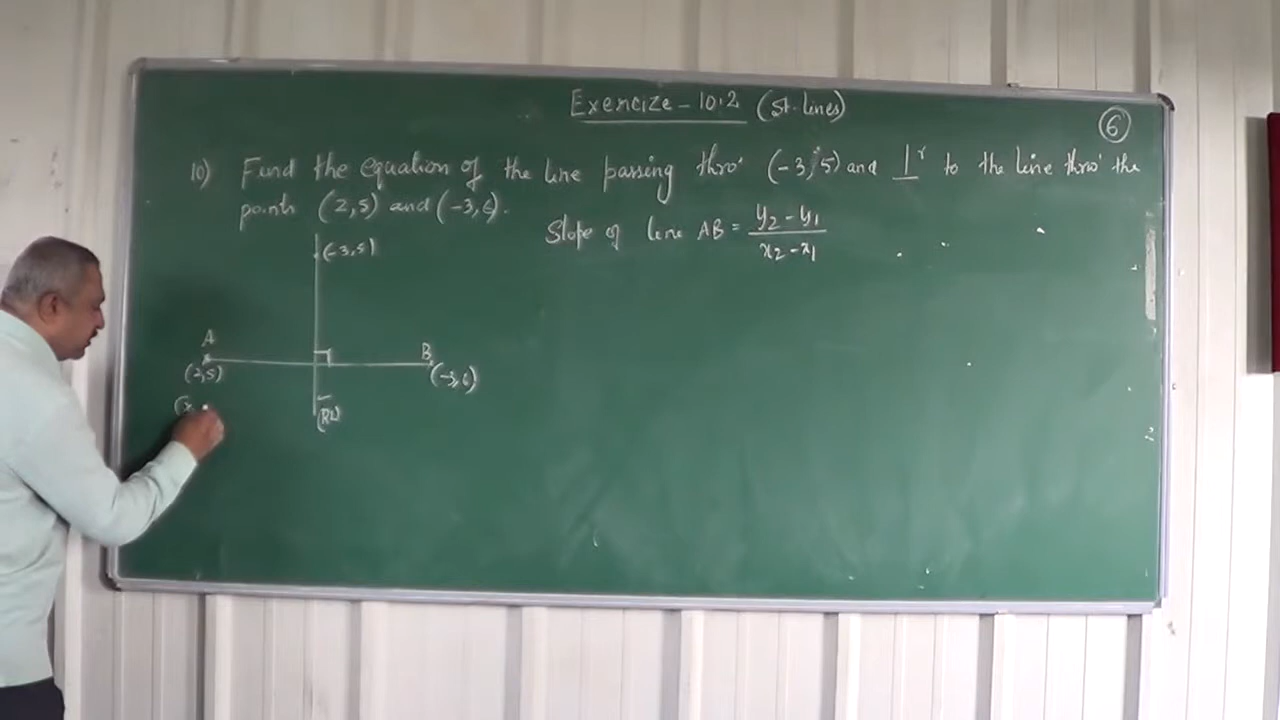 Exercize - 10.2 (St. lines)
6
10) Find the equation of the line passing thro' (-3, 5) and ⊥r to the line thro' the
points (2,5) and (-3,6).
Slope of line AB = y2 - y1 / x2 - x1
(-3,5)
A
B
(2,5)
(-3,6)
(RL)
(x